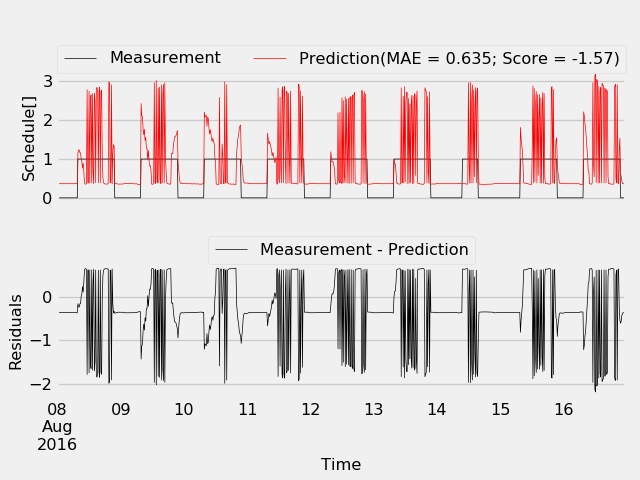 Measurement Prediction(MAE = 0.635; Score = -1.57)
Schedule[]
3
2
1
0
Measurement - Prediction
Residuals
0
−1
−2
08 09 10 11 12 13 14 15 16
Aug
2016
Time